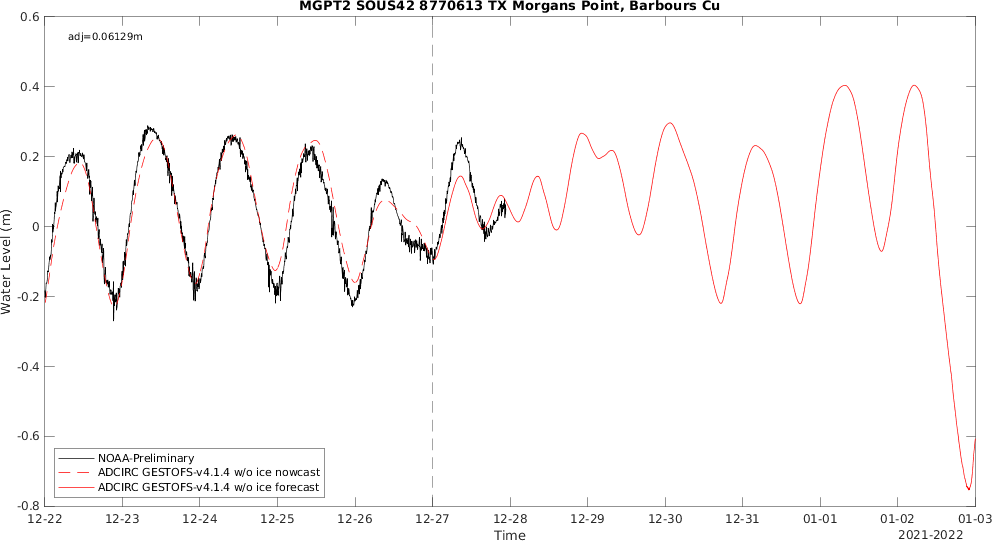 MGPT2 SOUS42 8770613 TX Morgans Point, Barbours Cu
adj=0.06129m
0.6
0.4
0.2
0
-0.2
-0.4
-0.6
-0.8
Water Level (m)
NOAA-Preliminary
ADCIRC GESTOFS-v4.1.4 w/o ice nowcast
ADCIRC GESTOFS-v4.1.4 w/o ice forecast
12-22 12-23 12-24 12-25 12-26 12-27 12-28 12-29 12-30 12-31 01-01 01-02 01-03
Time
2021-2022